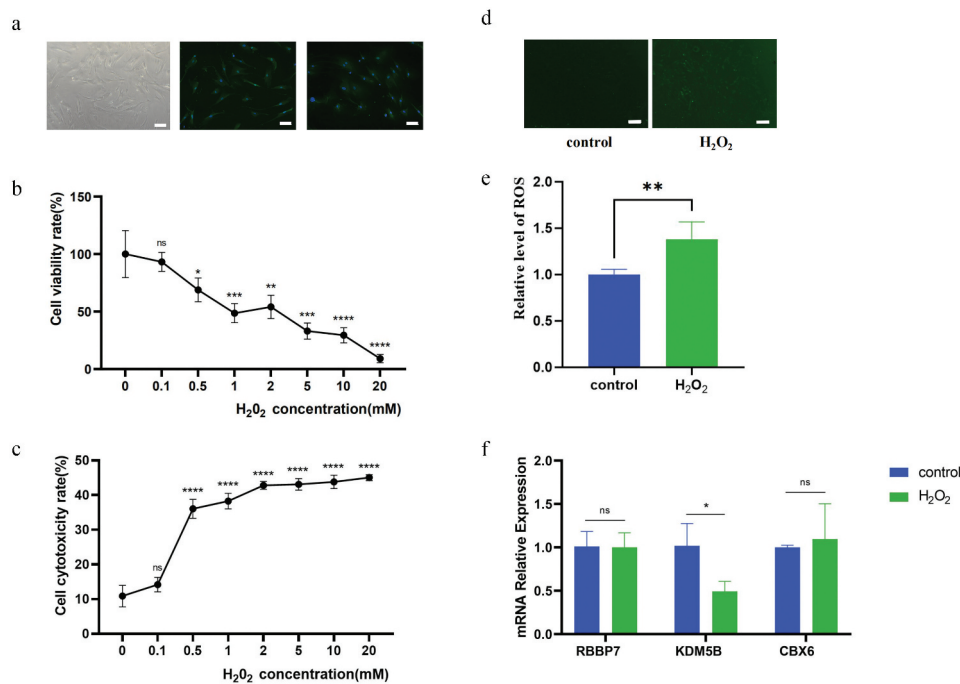 a
b
Cell viability rate(%)
150
100
50
0
ns
*
***
**
***
****
****
0 0.1 0.5 1 2 5 10 20
H₂0₂ concentration(mM)
c
Cell cytotoxicity rate(%)
50
40
30
20
10
0
ns
****
****
****
****
****
****
0 0.1 0.5 1 2 5 10 20
H₂0₂ concentration(mM)
d
control H₂O₂
e
Relative level of ROS
2.0
1.5
1.0
0.5
0.0
**
control H₂O₂
f
mRNA Relative Expression
2.0
1.5
1.0
0.5
0.0
ns
*
ns
RBBP7 KDM5B CBX6
control
H₂O₂